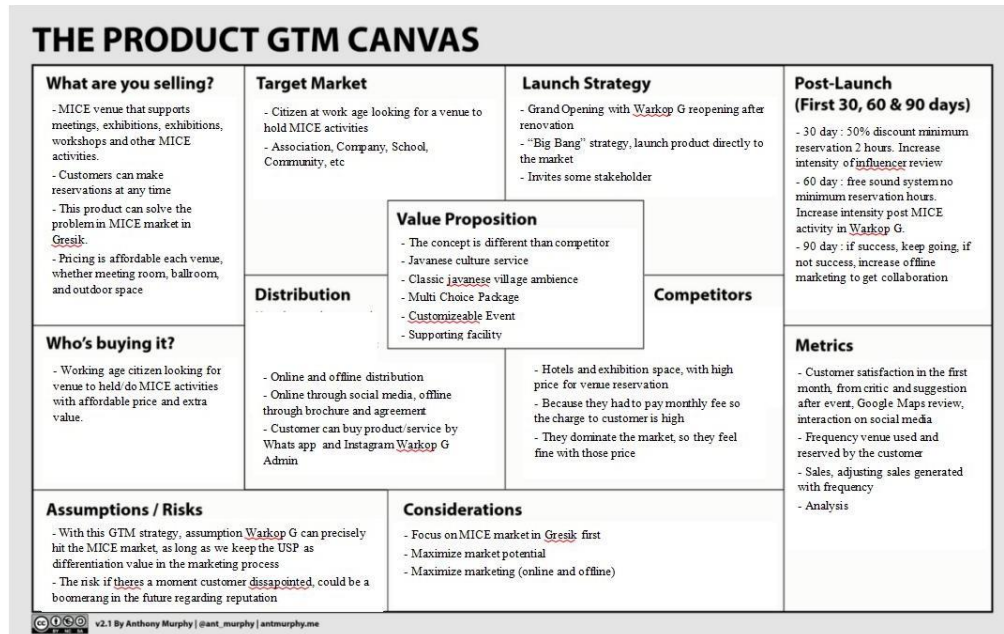 THE PRODUCT GTM CANVAS
What are you selling?
- MICE venue that supports
meetings, exhibitions, exhibitions,
workshops and other MICE
activities.
- Customers can make
reservations at any time
- This product can solve the
problem in MICE market in
Gresik.
- Pricing is affordable each venue,
whether meeting room, ballroom,
and outdoor space
Target Market
- Citizen at work age looking for a venue to
hold MICE activities
- Association, Company, School,
Community, etc
Launch Strategy
- Grand Opening with Warkop G reopening after
renovation
- “Big Bang” strategy, launch product directly to
the market
- Invites some stakeholder
Post-Launch
(First 30, 60 & 90 days)
- 30 day : 50% discount minimum
reservation 2 hours. Increase
intensity of influencer review
- 60 day : free sound system no
minimum reservation hours.
Increase intensity post MICE
activity in Warkop G.
- 90 day : if success, keep going, if
not success, increase offline
marketing to get collaboration
Value Proposition
- The concept is different than competitor
- Javanese culture service
- Classic javanese village ambience
- Multi Choice Package
- Customizeable Event
- Supporting facility
Who's buying it?
- Working age citizen looking for
venue to held/do MICE activities
with affordable price and extra
value.
Distribution
- Online and offline distribution
- Online through social media, offline
through brochure and agreement
- Customer can buy product/service by
Whats app and Instagram Warkop G
Admin
Competitors
- Hotels and exhibition space, with high
price for venue reservation
- Because they had to pay monthly fee so
the charge to customer is high
- They dominate the market, so they feel
fine with those price
Metrics
- Customer satisfaction in the first
month, from critic and suggestion
after event, Google Maps review,
interaction on social media
- Frequency venue used and
reserved by the customer
- Sales, adjusting sales generated
with frequency
- Analysis
Assumptions / Risks
- With this GTM strategy, assumption Warkop G can precisely
hit the MICE market, as long as we keep the USP as
differentiation value in the marketing process
- The risk if theres a moment customer dissapointed, could be a
boomerang in the future regarding reputation
Considerations
- Focus on MICE market in Gresik first
- Maximize market potential
- Maximize marketing (online and offline)
v2.1 By Anthony Murphy | @ant_murphy | antmurphy.me